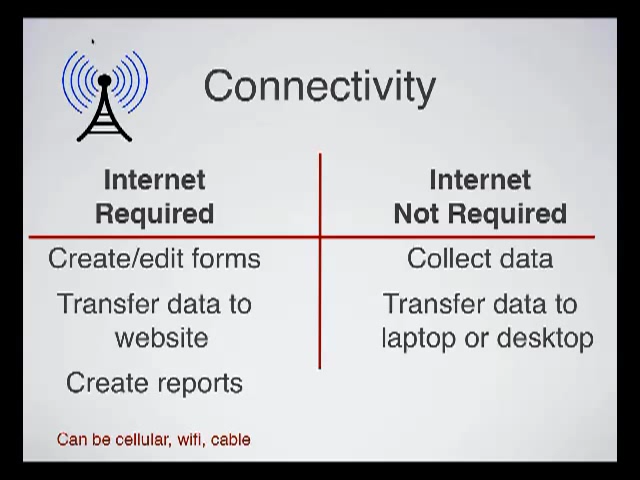 Connectivity
Internet
Required
Internet
Not Required
Create/edit forms
Transfer data to
website
Create reports
Collect data
Transfer data to
laptop or desktop
Can be cellular, wifi, cable